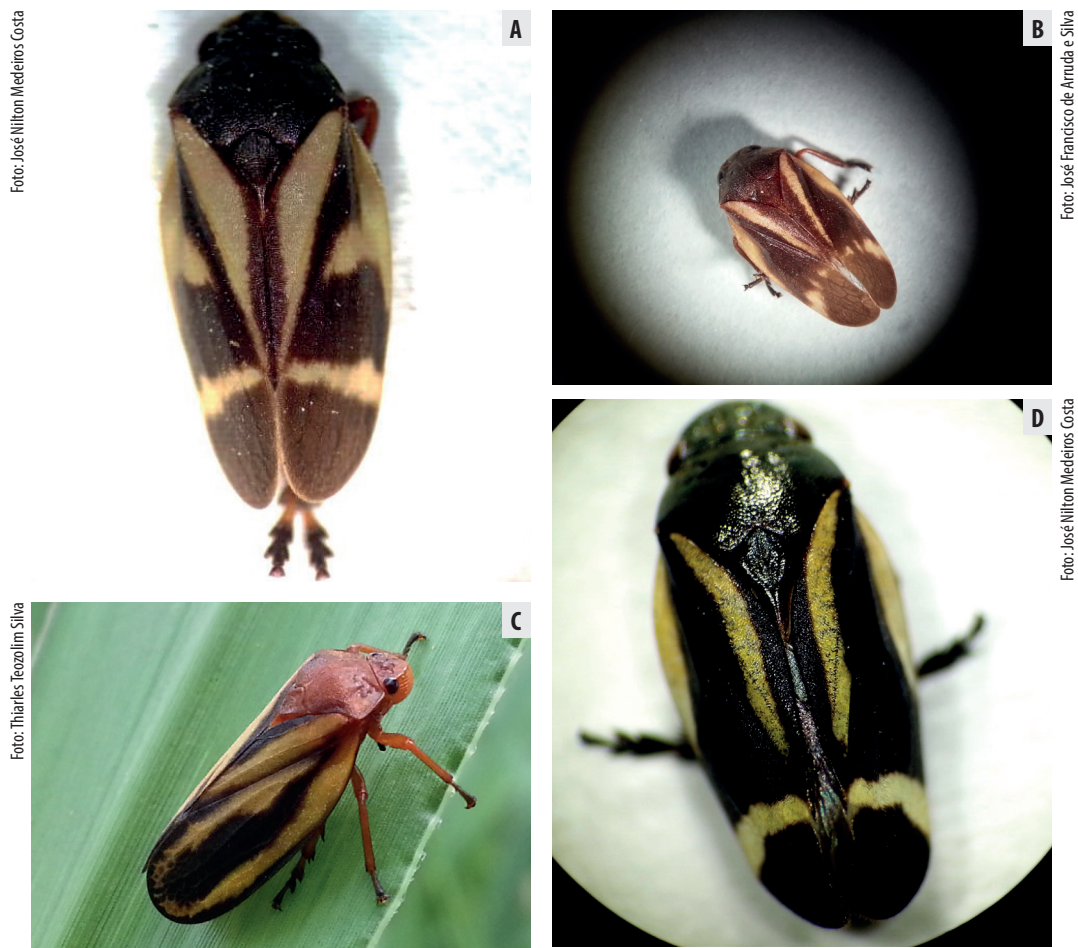 Foto: José Nilton Medeiros Costa
A
B
Foto: José Francisco de Arruda e Silva
Foto: Thiarles Teozolim Silva
C
D
Foto: José Nilton Medeiros Costa